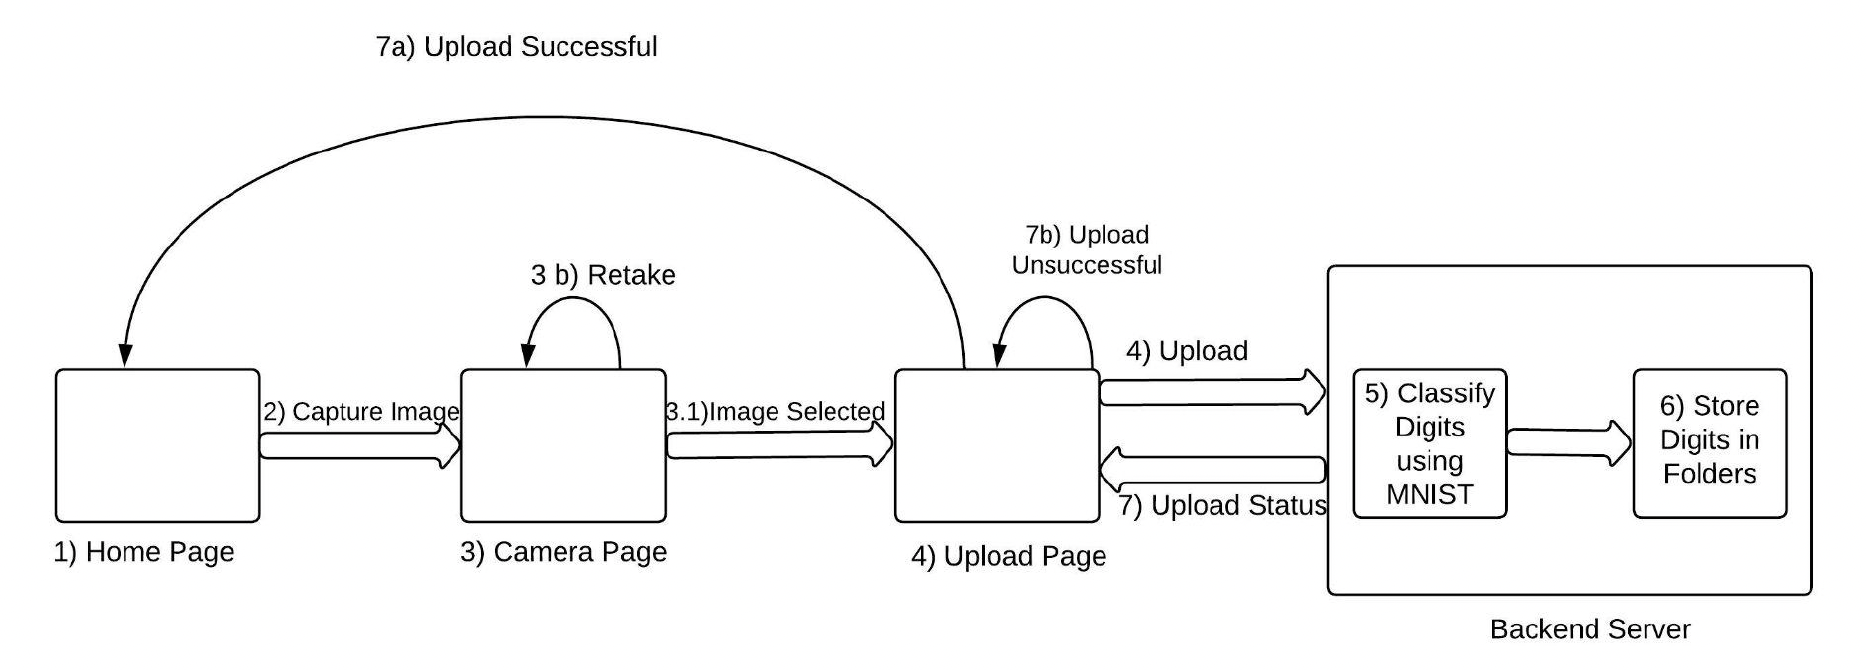 7a) Upload Successful
7b) Upload
Unsuccessful
3 b) Retake
4) Upload
2) Capture Image
3.1)Image Selected
5) Classify
Digits
using
MNIST
6) Store
Digits in
Folders
7) Upload Status
1) Home Page
3) Camera Page
4) Upload Page
Backend Server